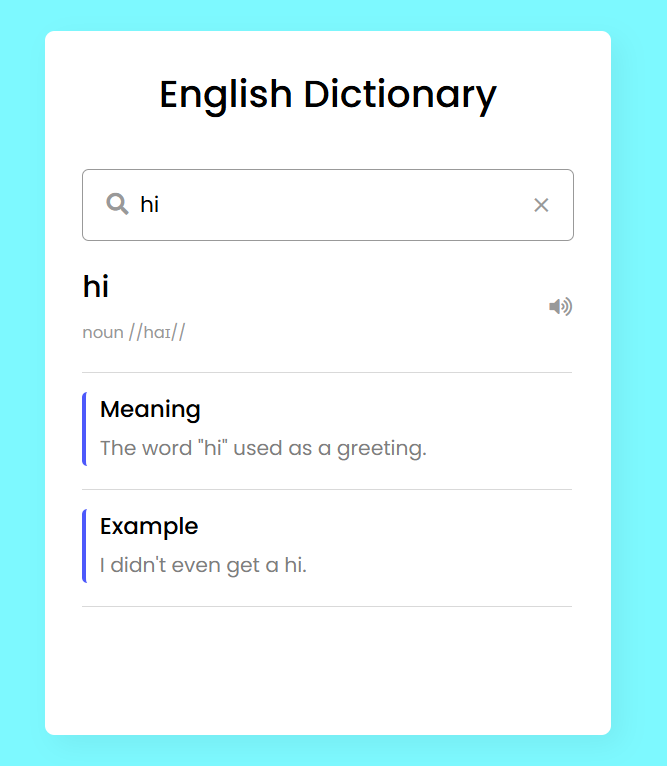 English Dictionary
hi
hi
noun //haɪ//
Meaning
The word "hi" used as a greeting.
Example
I didn't even get a hi.